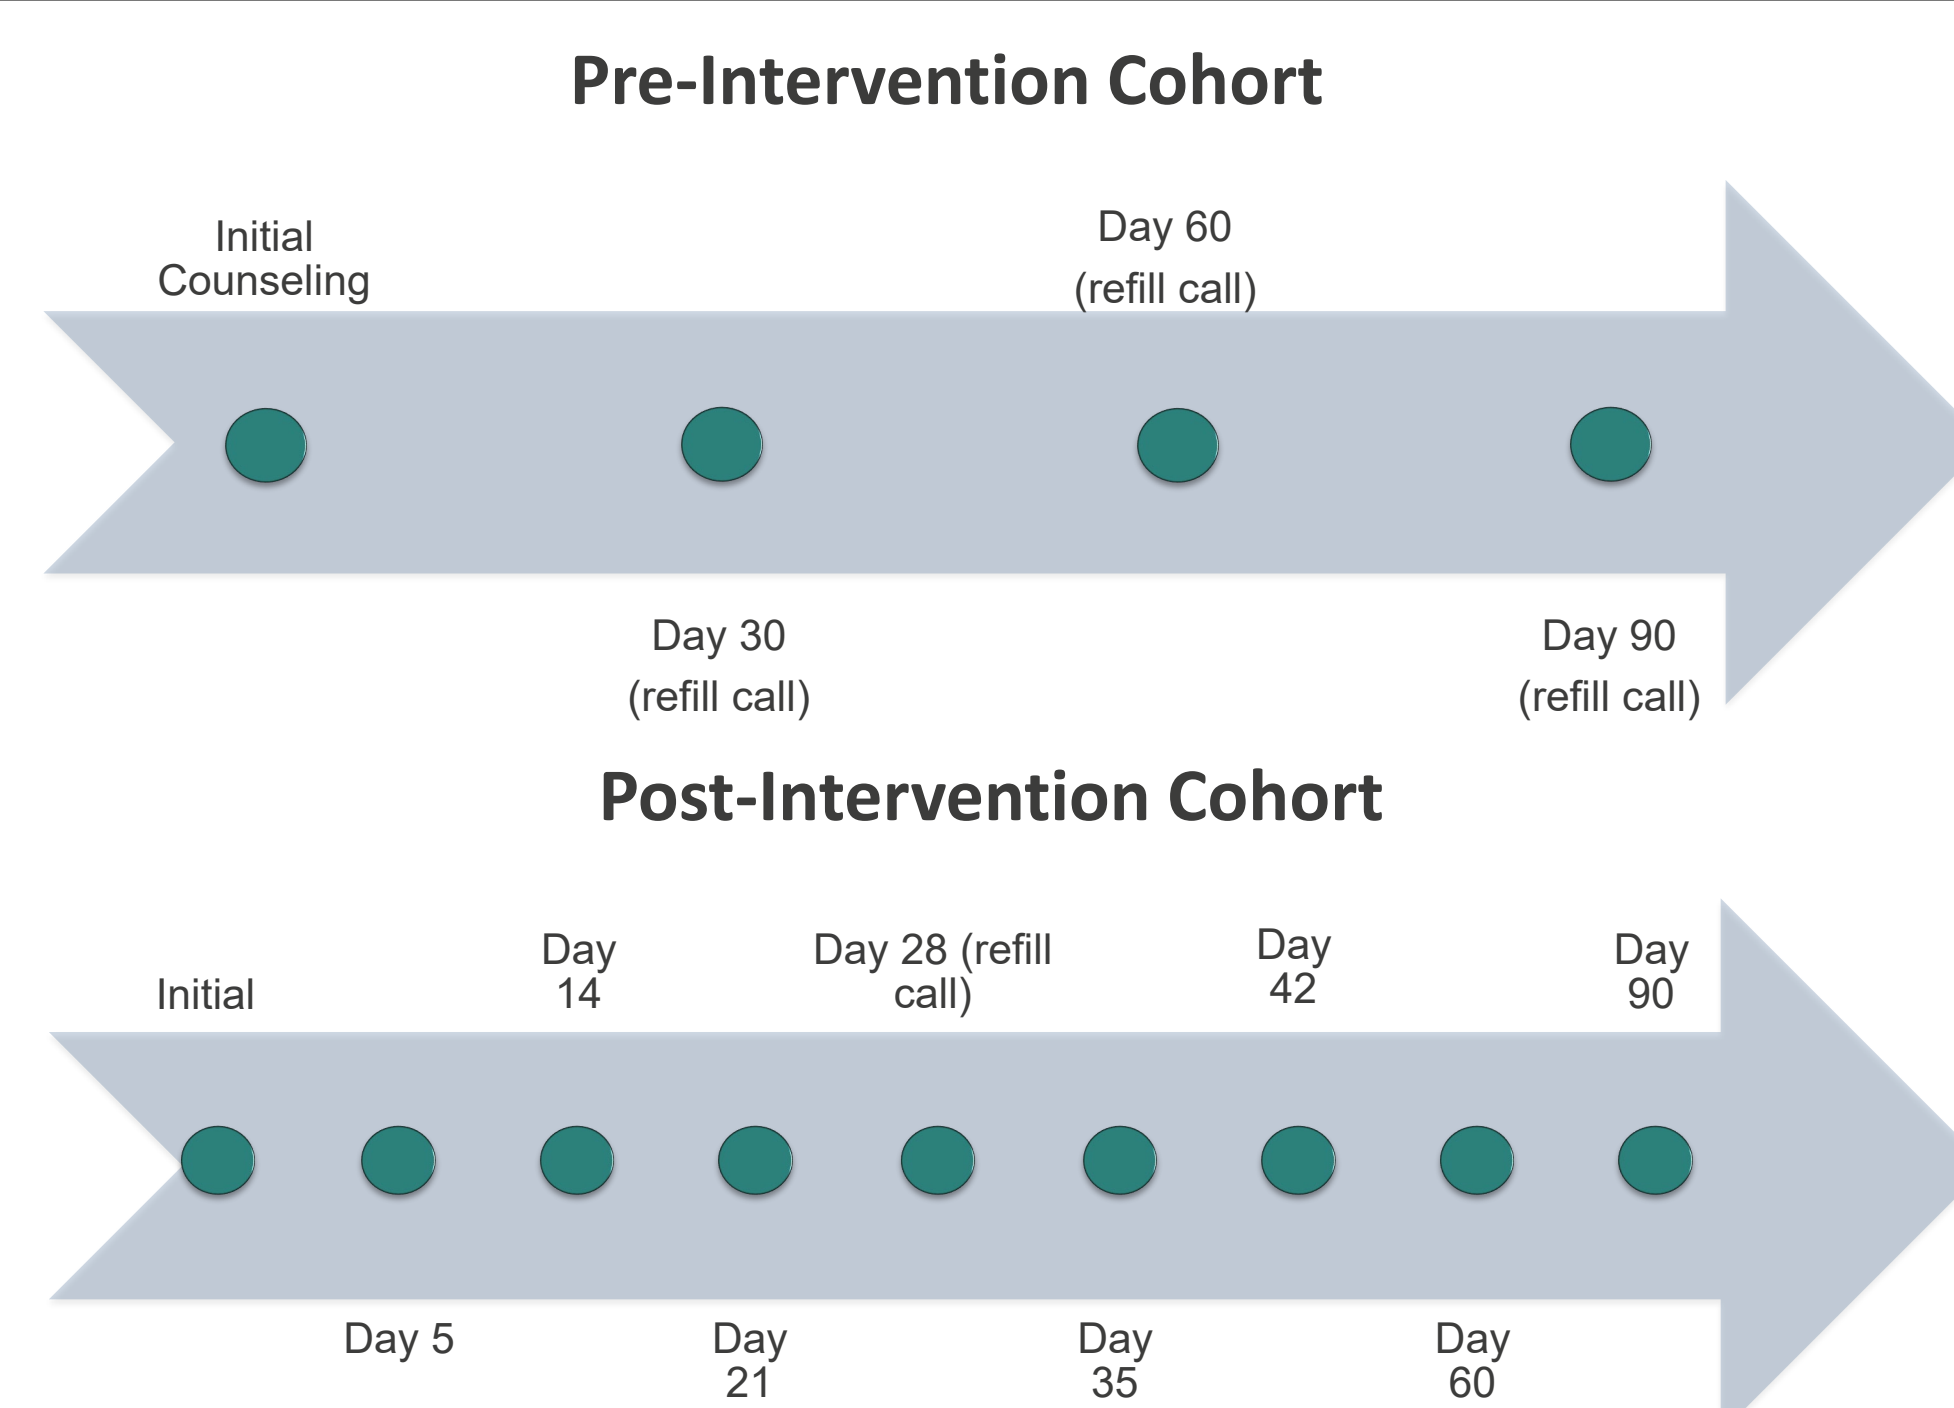 Pre-Intervention Cohort
Initial
Counseling
Day 60
(refill call)
Day 30
(refill call)
Day 90
(refill call)
Post-Intervention Cohort
Initial
Day
14
Day 28 (refill
call)
Day
42
Day
90
Day 5
Day
21
Day
35
Day
60